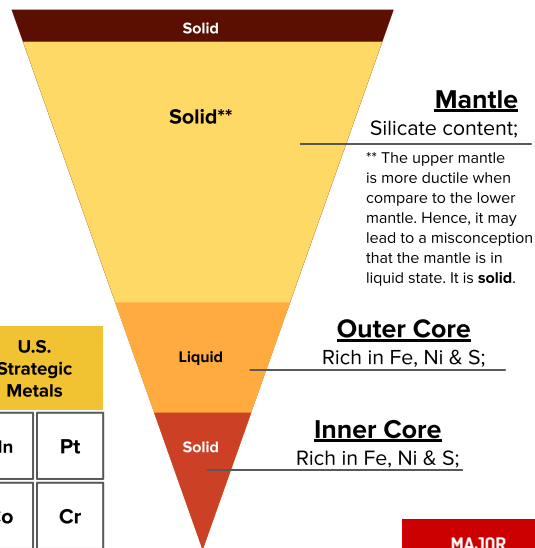 Solid
Solid**
Mantle
Silicate content;
** The upper mantle
is more ductile when
compare to the lower
mantle. Hence, it may
lead to a misconception
that the mantle is in
liquid state. It is solid.
Outer Core
Rich in Fe, Ni & S;
Liquid
U.S.
Strategic
Metals
Inner Core
Rich in Fe, Ni & S;
Solid
Pt
Cr
MAJOR